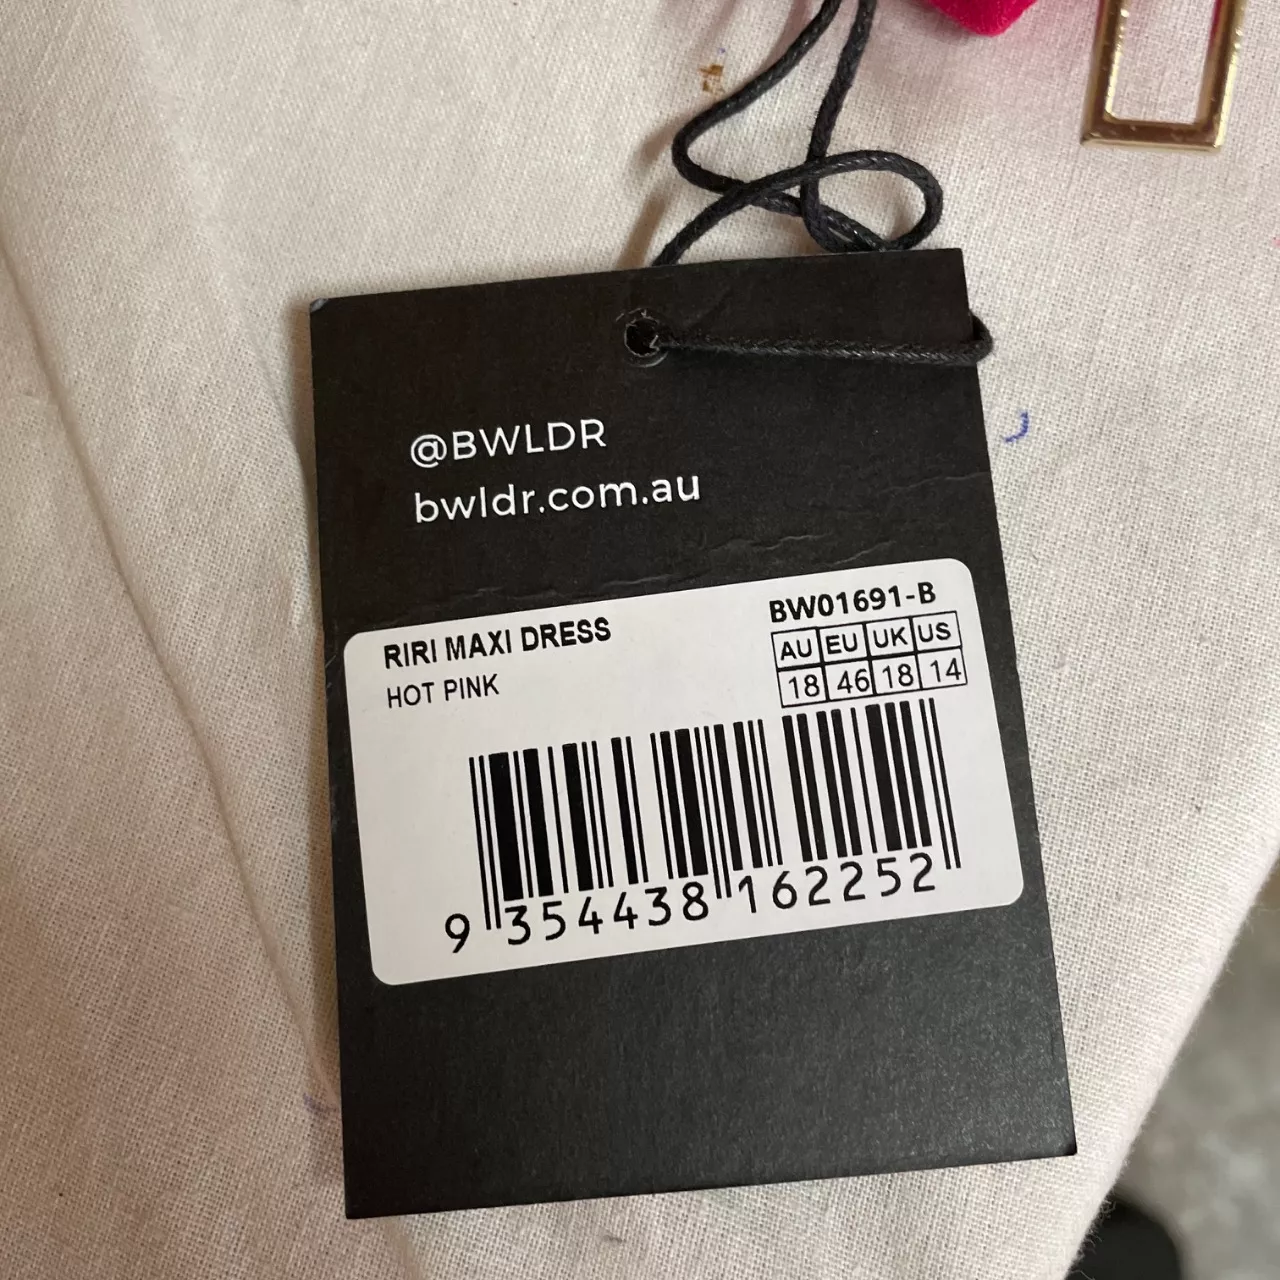 @BWLDR
bwldr.com.au
RIRI MAXI DRESS
HOT PINK
BW01691-B
AU EU UK US
18 46 18 14
9 354438 162252